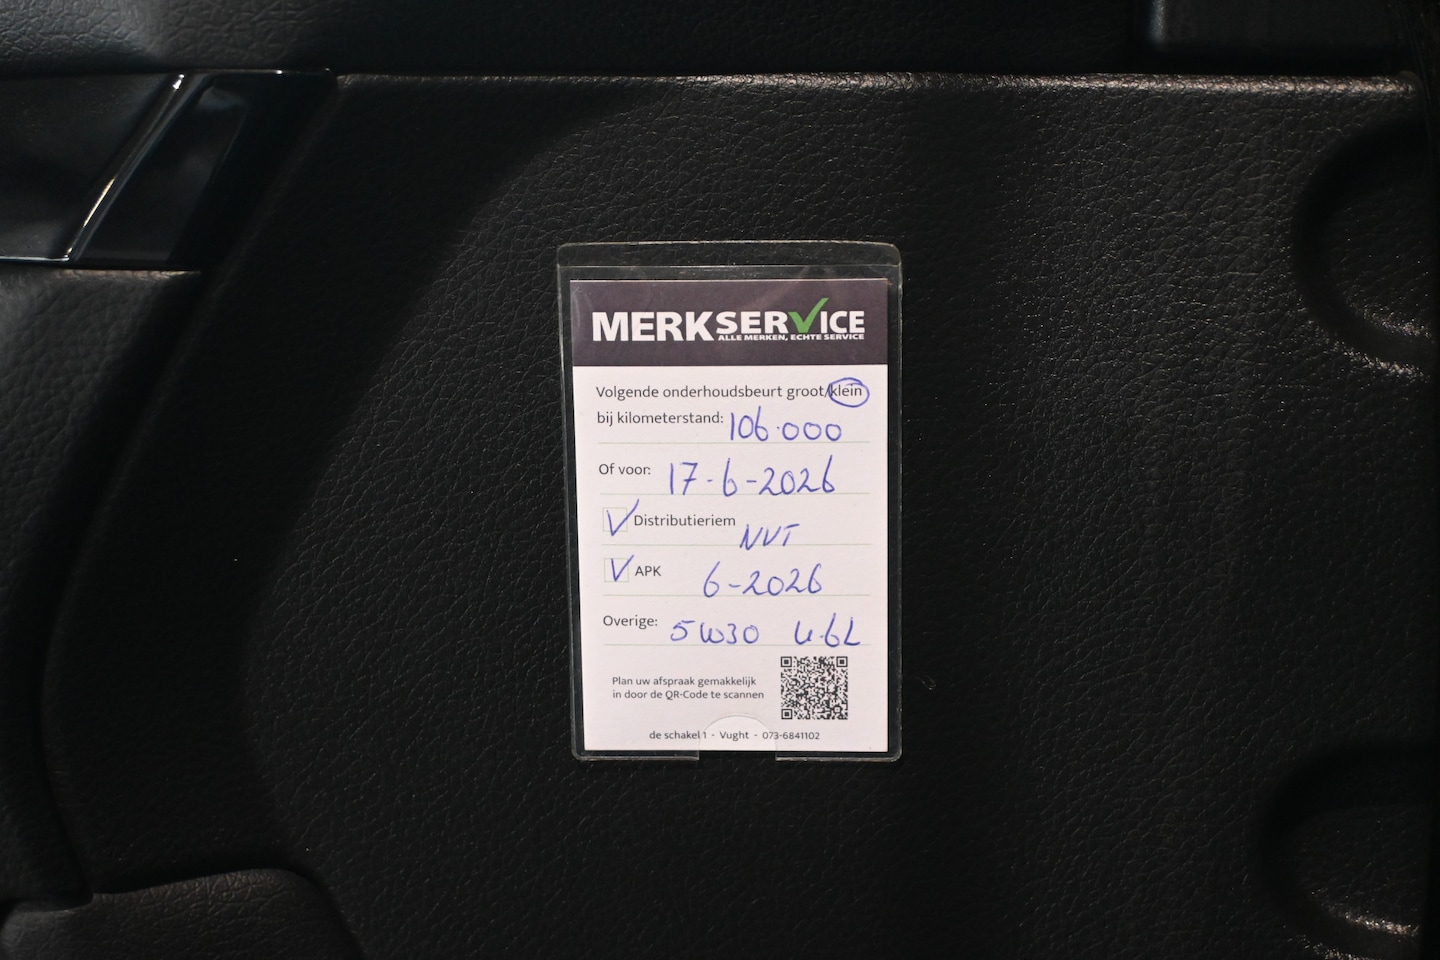 MERKSERVICE
ALLE MERKEN, ECHTE SERVICE
Volgende onderhoudsbeurt groot/klein
bij kilometerstand: 106.000
Of voor: 17-6-2026
Distributieriem NVT
APK 6-2026
Overige: 5W30 4.6L
Plan uw afspraak gemakkelijk
in door de QR-Code te scannen
de schakel 1 - Vught - 073-6841102